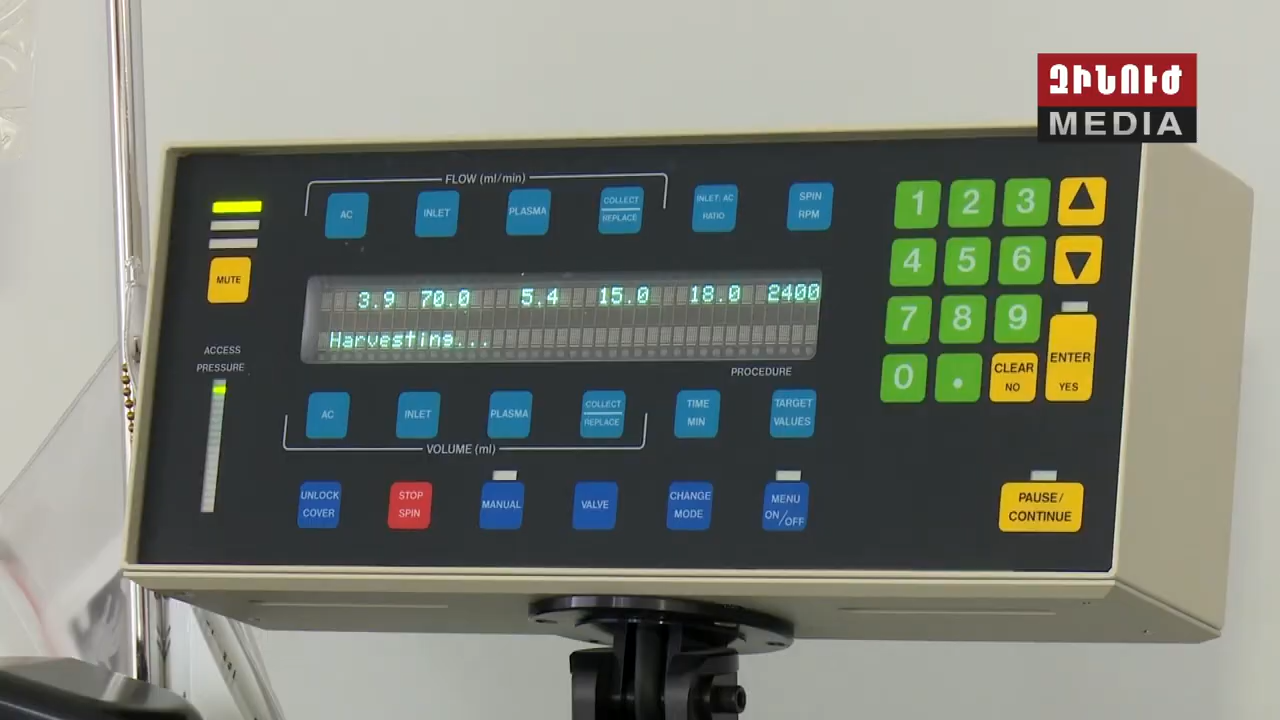 ԶԻՆՈՒԺ
MEDIA
FLOW (ml/min)
AC
INLET
PLASMA
COLLECT
REPLACE
INLET: AC
RATIO
SPIN
RPM
1 2 3
4 5 6
7 8 9
0 .
CLEAR
NO
ENTER
YES
MUTE
3.9 70.0 5.4 15.0 18.0 2400
Harvesting...
ACCESS
PRESSURE
PROCEDURE
AC
INLET
PLASMA
COLLECT
REPLACE
TIME
MIN
TARGET
VALUES
VOLUME (ml)
UNLOCK
COVER
STOP
SPIN
MANUAL
VALVE
CHANGE
MODE
MENU
ON/OFF
PAUSE/
CONTINUE